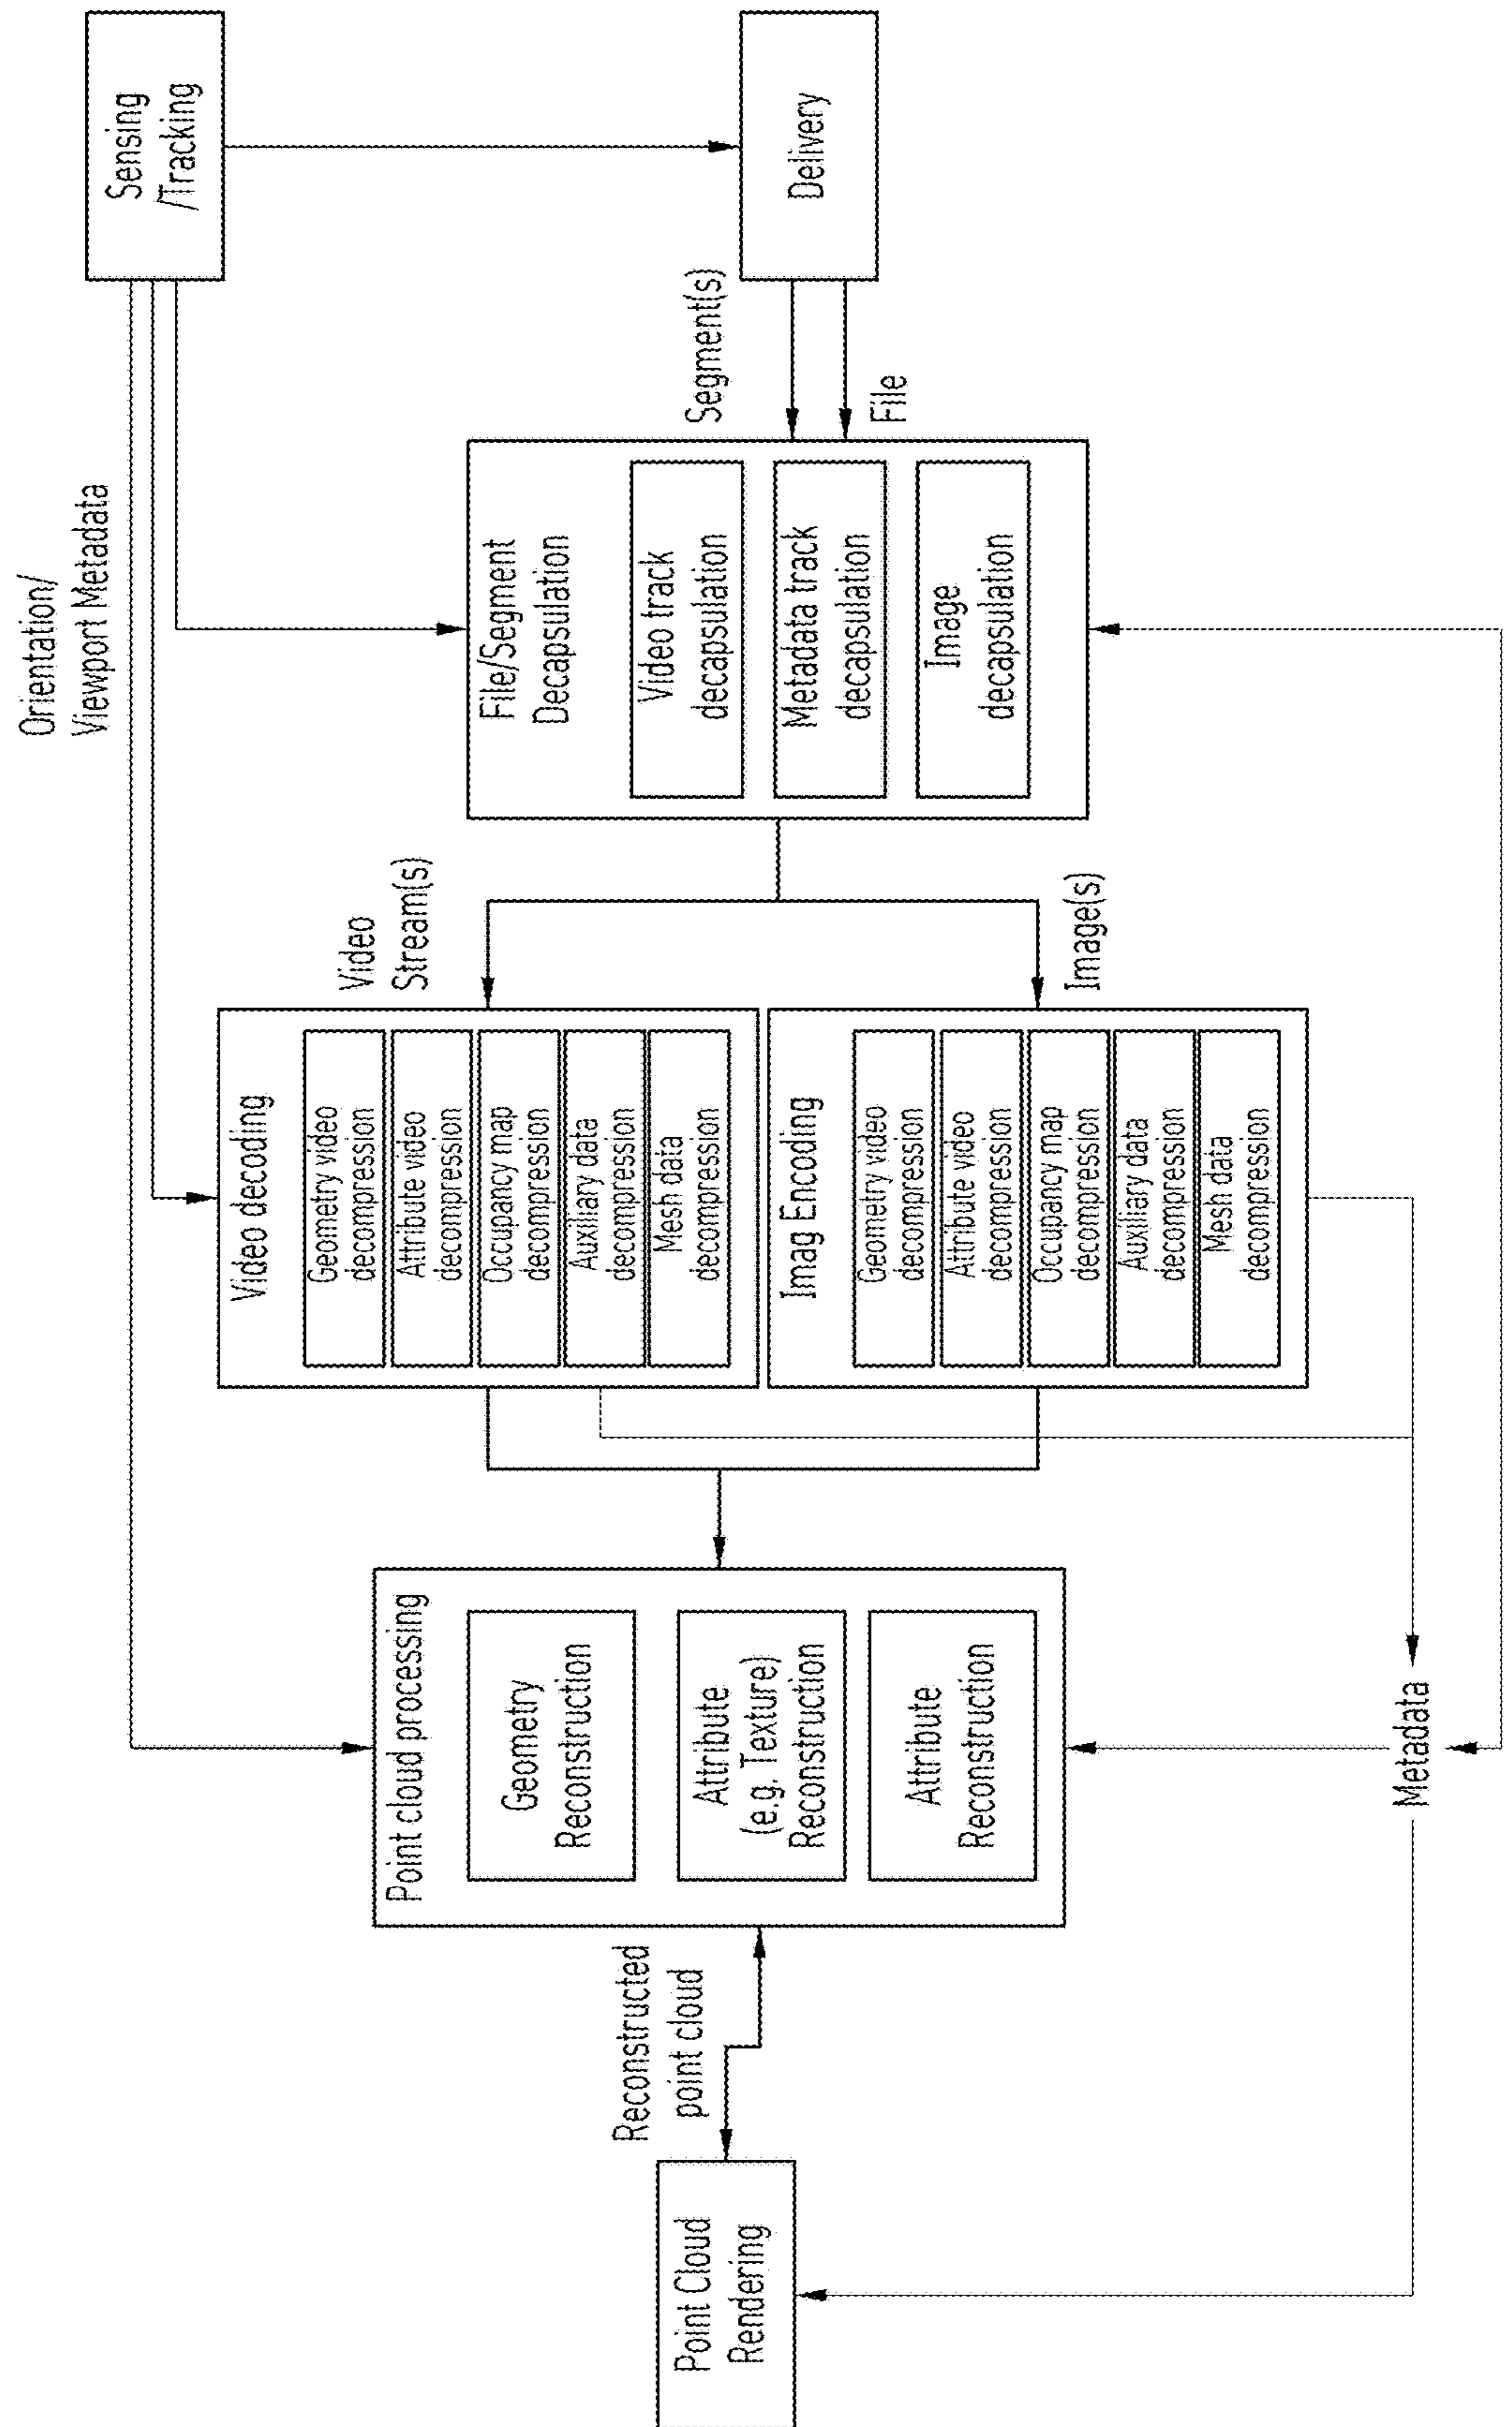 Orientation/
Viewport Metadata
Sensing
/Tracking
Point Cloud
Rendering
Reconstructed
point cloud
Point cloud processing
Geometry
Reconstruction
Attribute
(e.g. Texture)
Reconstruction
Attribute
Reconstruction
Video decoding
Geometry video
decompression
Attribute video
decompression
Occupancy map
decompression
Auxiliary data
decompression
Mesh data
decompression
Imag Encoding
Geometry video
decompression
Attribute video
decompression
Occupancy map
decompression
Auxiliary data
decompression
Mesh data
decompression
Video
Stream(s)
Image(s)
File/Segment
Decapsulation
Video track
decapsulation
Metadata track
decapsulation
Image
decapsulation
Segment(s)
File
Delivery
Metadata